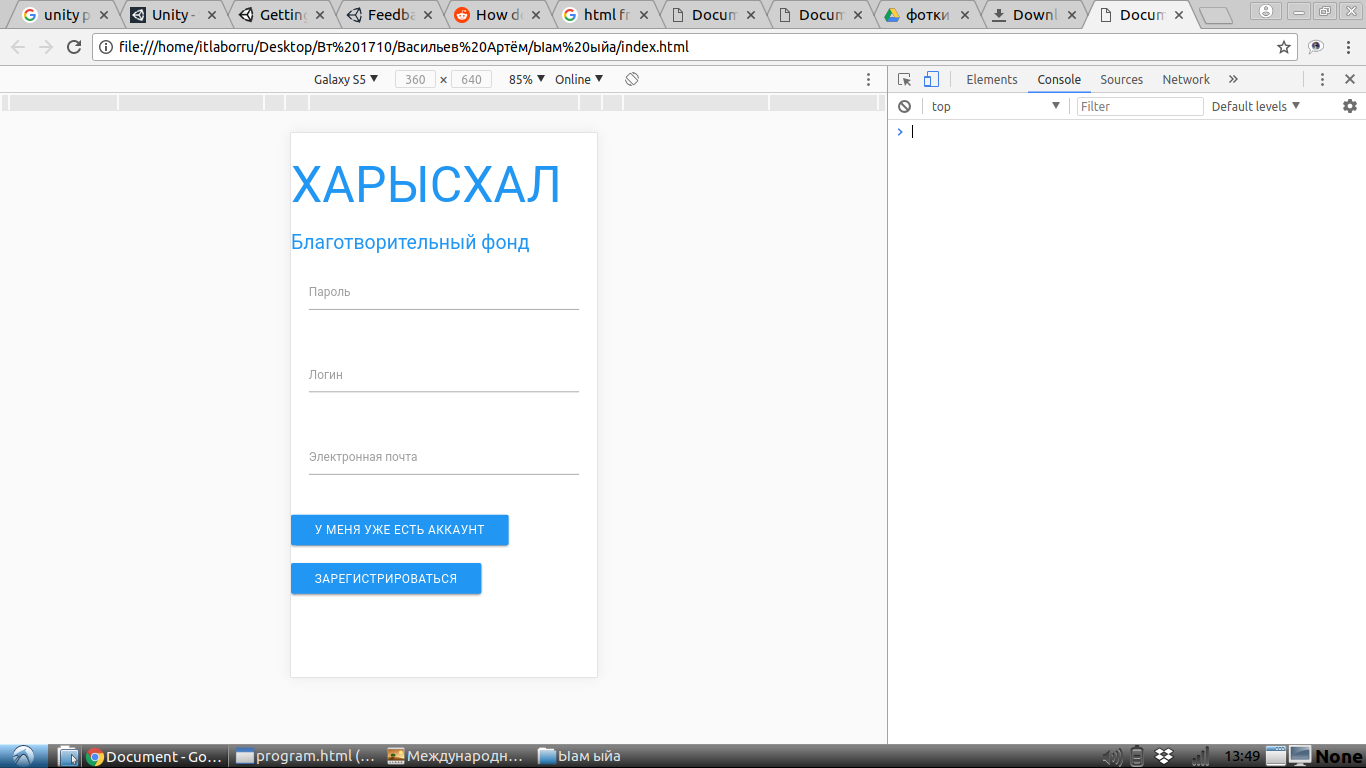 unity p
Unity -
Getting
Feedba
How do
html fr
Docum
Docum
фотки
Downl
Docum
file:///home/itlaborru/Desktop/Вт%201710/Васильев%20Артём/Ыам%20ыйа/index.html
Galaxy S5 ▼ 360 × 640 85% ▼ Online ▼
Elements Console Sources Network »
top ▼ Filter Default levels ▼
ХАРЫСХАЛ
Благотворительный фонд
Пароль
Логин
Электронная почта
У МЕНЯ УЖЕ ЕСТЬ АККАУНТ
ЗАРЕГИСТРИРОВАТЬСЯ
Document - Go...
program.html (...
Международн...
Ыам ыйа
13:49
None